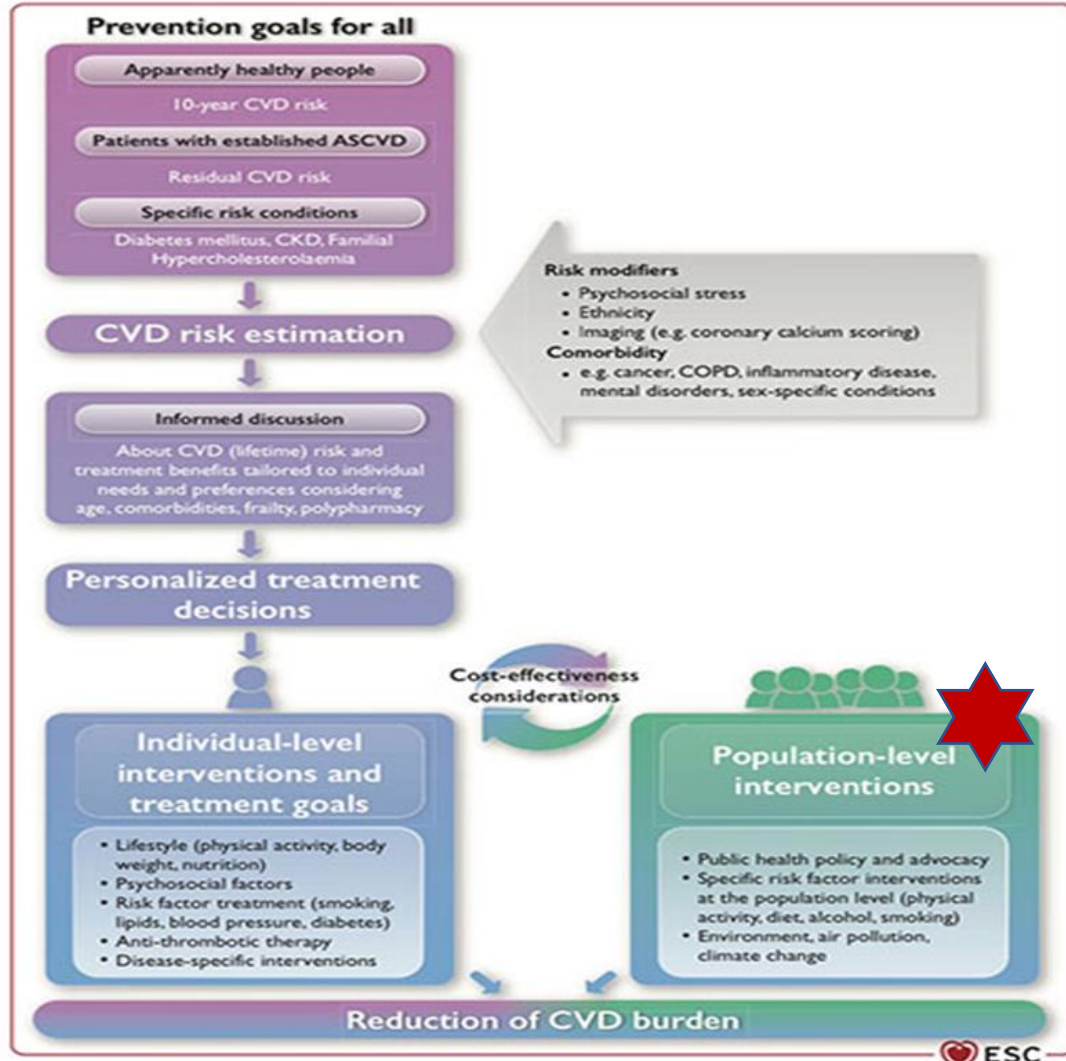 Prevention goals for all
Apparently healthy people
10-year CVD risk
Patients with established ASCVD
Residual CVD risk
Specific risk conditions
Diabetes mellitus, CKD, Familial
Hypercholesterolaemia
Risk modifiers
• Psychosocial stress
• Ethnicity
• Imaging (e.g. coronary calcium scoring)
Comorbidity
• e.g. cancer, COPD, inflammatory disease,
mental disorders, sex-specific conditions
CVD risk estimation
Informed discussion
About CVD (lifetime) risk and
treatment benefits tailored to individual
needs and preferences considering
age, comorbidities, frailty, polypharmacy
Personalized treatment
decisions
Cost-effectiveness
considerations
Individual-level
interventions and
treatment goals
• Lifestyle (physical activity, body
weight, nutrition)
• Psychosocial factors
• Risk factor treatment (smoking,
lipids, blood pressure, diabetes)
• Anti-thrombotic therapy
• Disease-specific interventions
Population-level
interventions
• Public health policy and advocacy
• Specific risk factor interventions
at the population level (physical
activity, diet, alcohol, smoking)
• Environment, air pollution,
climate change
Reduction of CVD burden
ESC